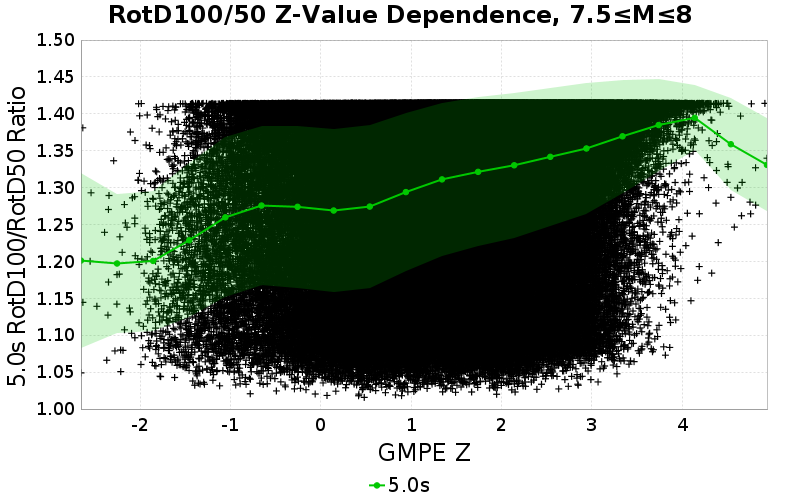 RotD100/50 Z-Value Dependence, 7.5≤M≤8
5.0s RotD100/RotD50 Ratio
1.50
1.45
1.40
1.35
1.30
1.25
1.20
1.15
1.10
1.05
1.00
-2 -1 0 1 2 3 4
GMPE Z
5.0s